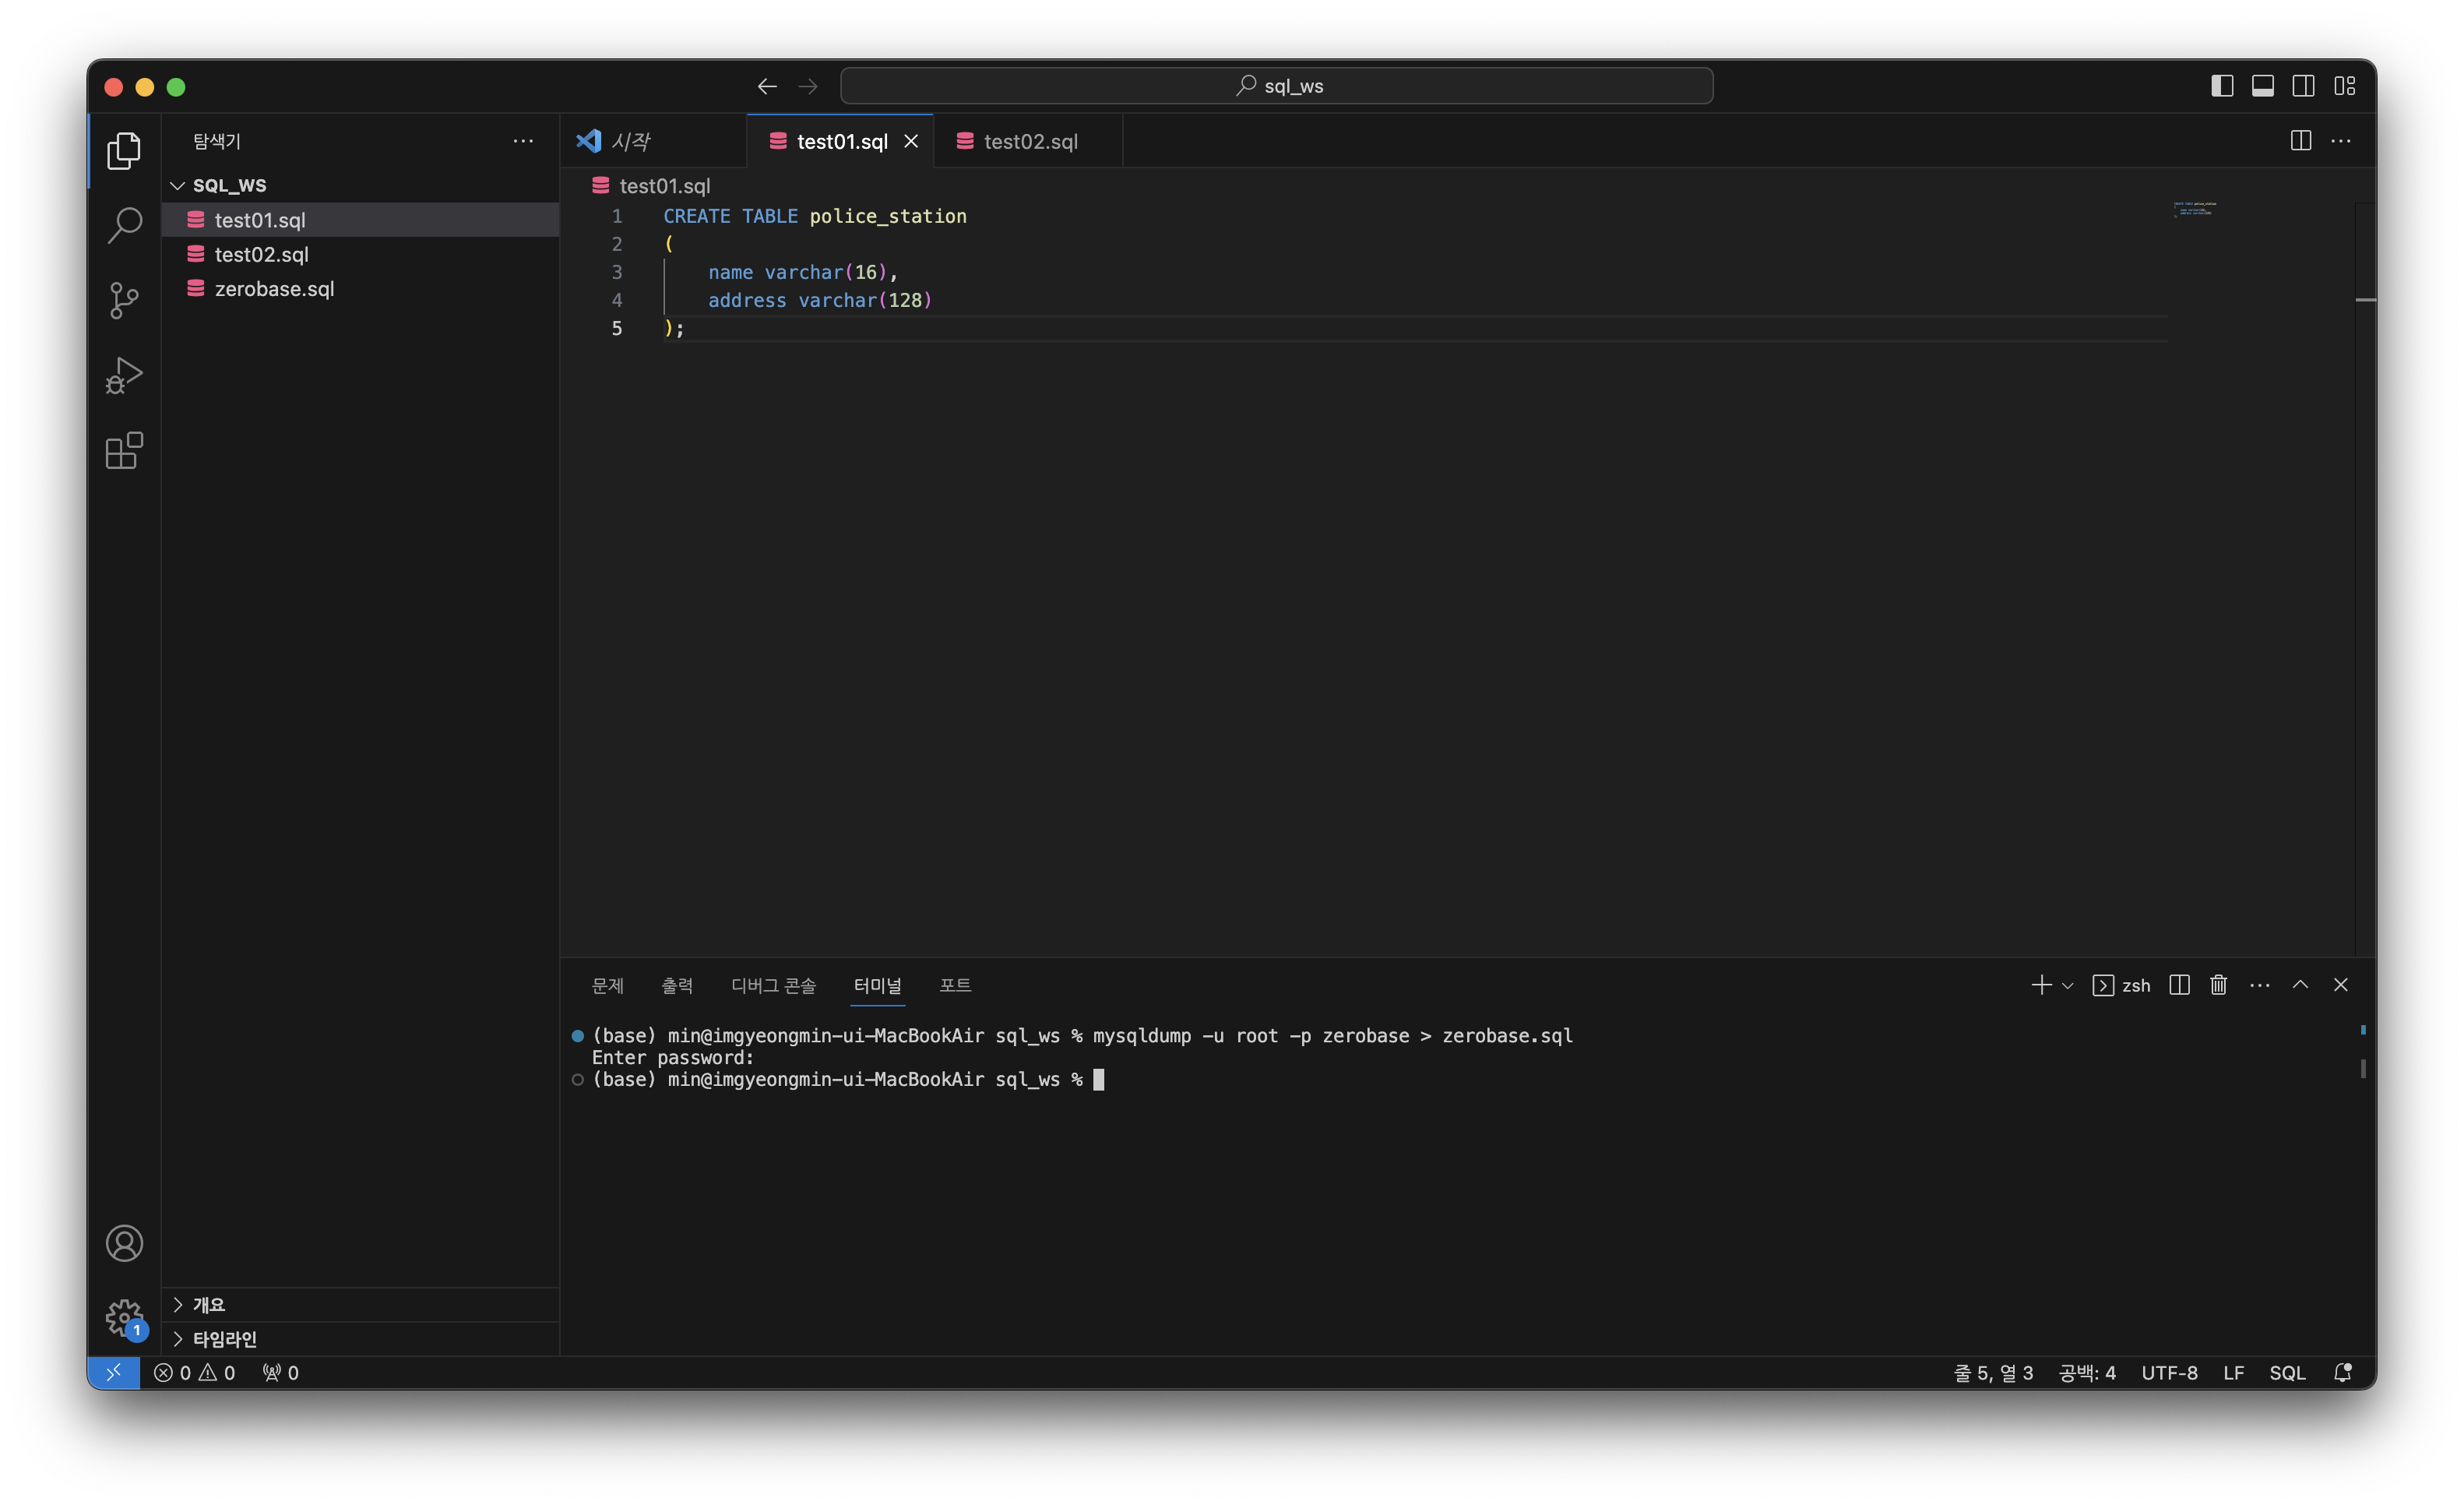 sql_ws
탐색기
SQL_WS
test01.sql
test02.sql
zerobase.sql
개요
타임라인
시작
test01.sql
test02.sql
test01.sql
1 CREATE TABLE police_station
2 (
3 name varchar(16),
4 address varchar(128)
5 );
문제 출력 디버그 콘솔 터미널 포트
zsh
(base) min@imgyeongmin-ui-MacBookAir sql_ws % mysqldump -u root -p zerobase > zerobase.sql
Enter password:
(base) min@imgyeongmin-ui-MacBookAir sql_ws %
1
0 0 0
줄 5, 열 3 공백: 4 UTF-8 LF SQL